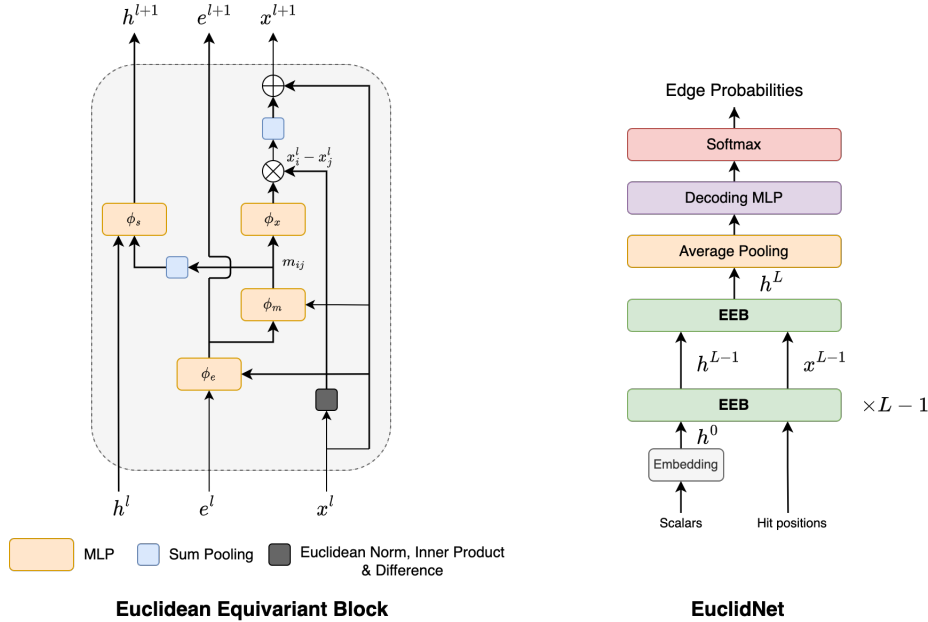 h^{l+1} e^{l+1} x^{l+1}
x_i^l − x_j^l
ϕ_s
ϕ_x
m_{ij}
ϕ_m
ϕ_e
h^l e^l x^l
MLP
Sum Pooling
Euclidean Norm, Inner Product
& Difference
Euclidean Equivariant Block
Edge Probabilities
Softmax
Decoding MLP
Average Pooling
h^L
EEB
h^{L−1} x^{L−1}
EEB
×L − 1
h^0
Embedding
Scalars
Hit positions
EuclidNet